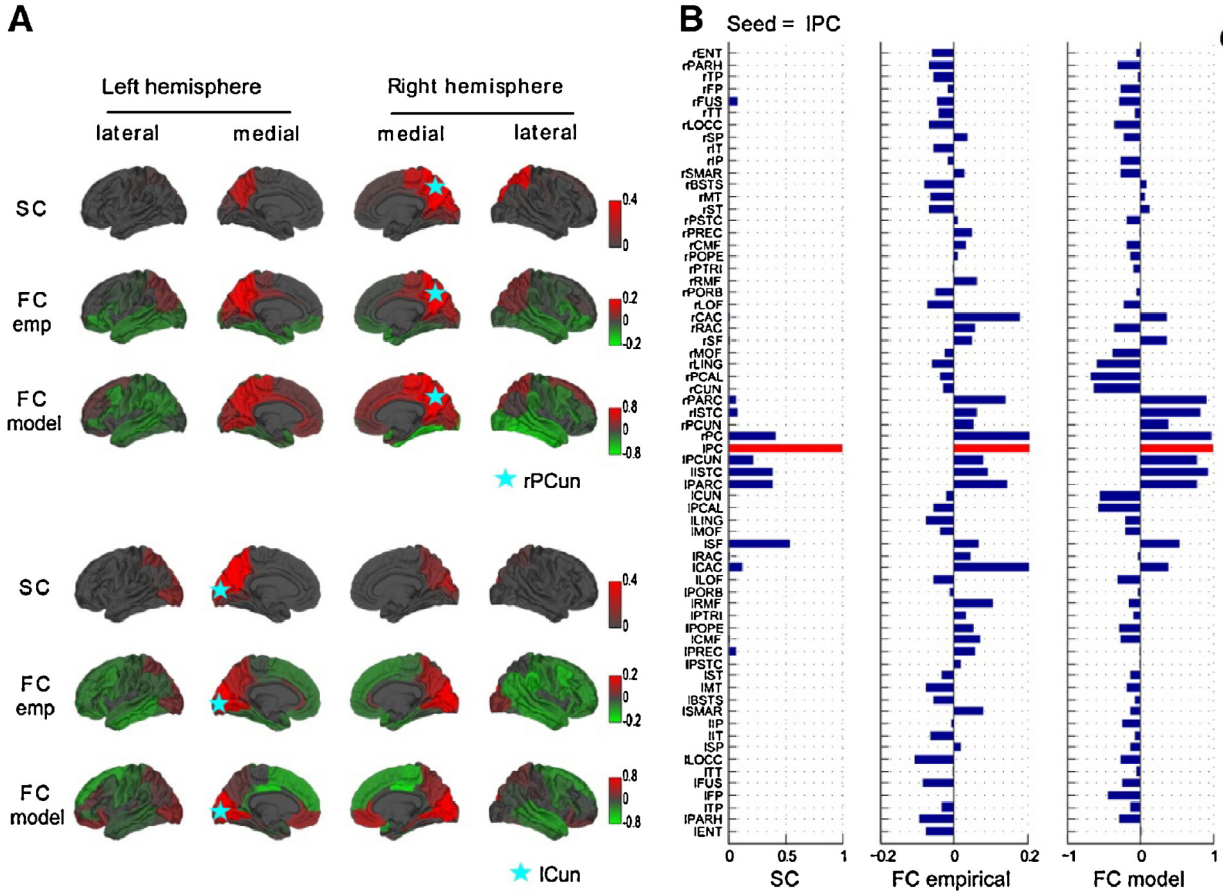 A
Left hemisphere
Right hemisphere
lateral
medial
medial
lateral
SC
0.4
0
FC
emp
0.2
0
-0.2
FC
model
0.8
0
-0.8
rPCun
SC
0.4
0
FC
emp
0.2
0
-0.2
FC
model
0.8
0
-0.8
lCun
B
Seed = lPC
rENT
rPARH
rTP
rFP
rFUS
rTT
rLOCC
rSP
rIT
rIP
rSMAR
rBSTS
rMT
rST
rPSTC
rPREC
rCMF
rPOPE
rPTRI
rRMF
rPORB
rLOF
rCAC
rRAC
rSF
rMOF
rLING
rPCAL
rCUN
rPARC
rISTC
rPCUN
rPC
lPC
lPCUN
lISTC
lPARC
lCUN
lPCAL
lLING
lMOF
lSF
lRAC
lCAC
lLOF
lPORB
lRMF
lPTRI
lPOPE
lCMF
lPREC
lPSTC
lST
lMT
lBSTS
lSMAR
lIP
lIT
lSP
lLOCC
lTT
lFUS
lFP
lTP
lPARH
lENT
0 0.5 1
SC
-0.2 0 0.2
FC empirical
-1 0 1
FC model